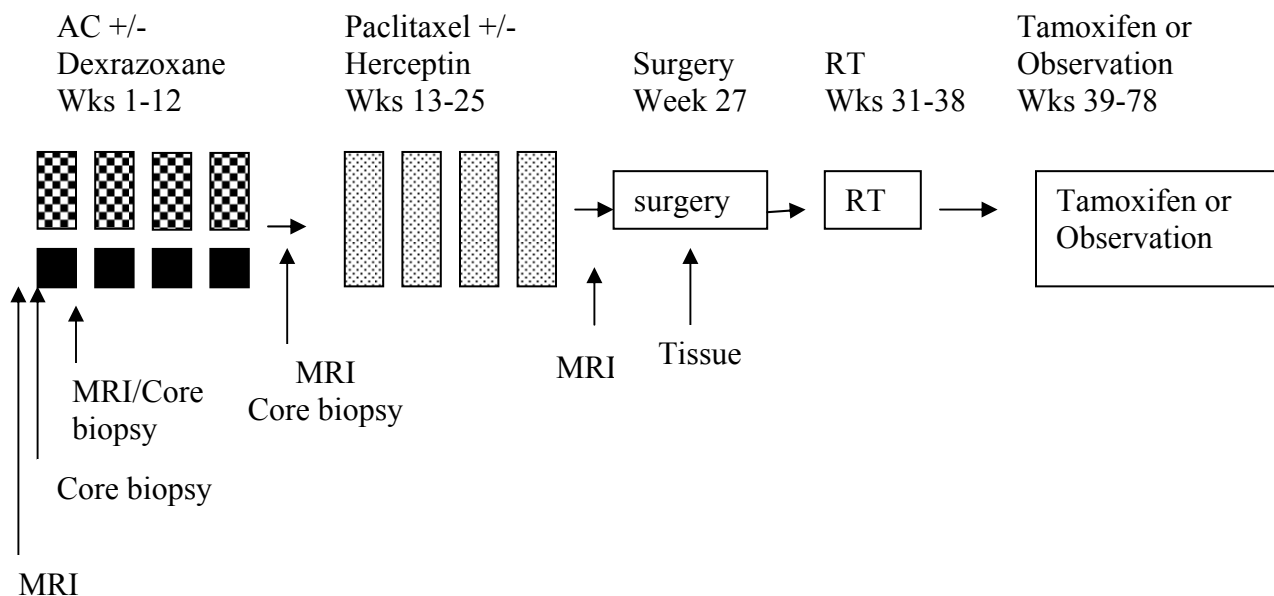 AC +/-
Dexrazoxane
Wks 1-12
Paclitaxel +/-
Herceptin
Wks 13-25
Surgery
Week 27
RT
Wks 31-38
Tamoxifen or
Observation
Wks 39-78
surgery
RT
Tamoxifen or
Observation
MRI/Core
biopsy
MRI
Core biopsy
MRI
Tissue
Core biopsy
MRI